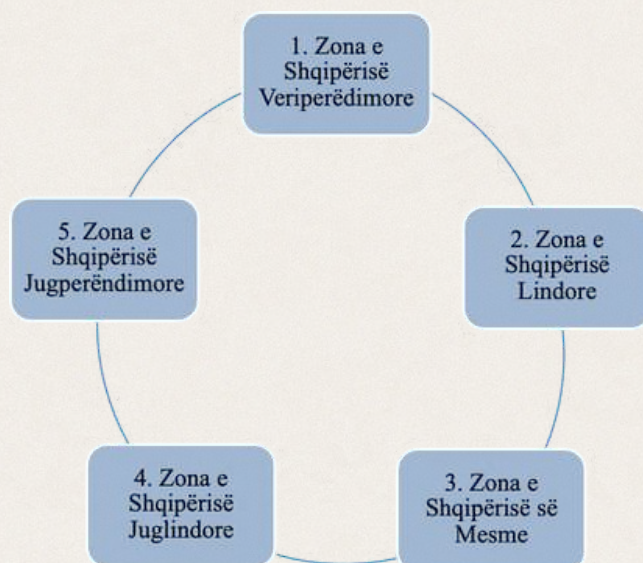 1. Zona e
Shqipërisë
Veriperëdimore
2. Zona e
Shqipërisë
Lindore
3. Zona e
Shqipërisë së
Mesme
4. Zona e
Shqipërisë
Juglindore
5. Zona e
Shqipërisë
Jugperëndimore